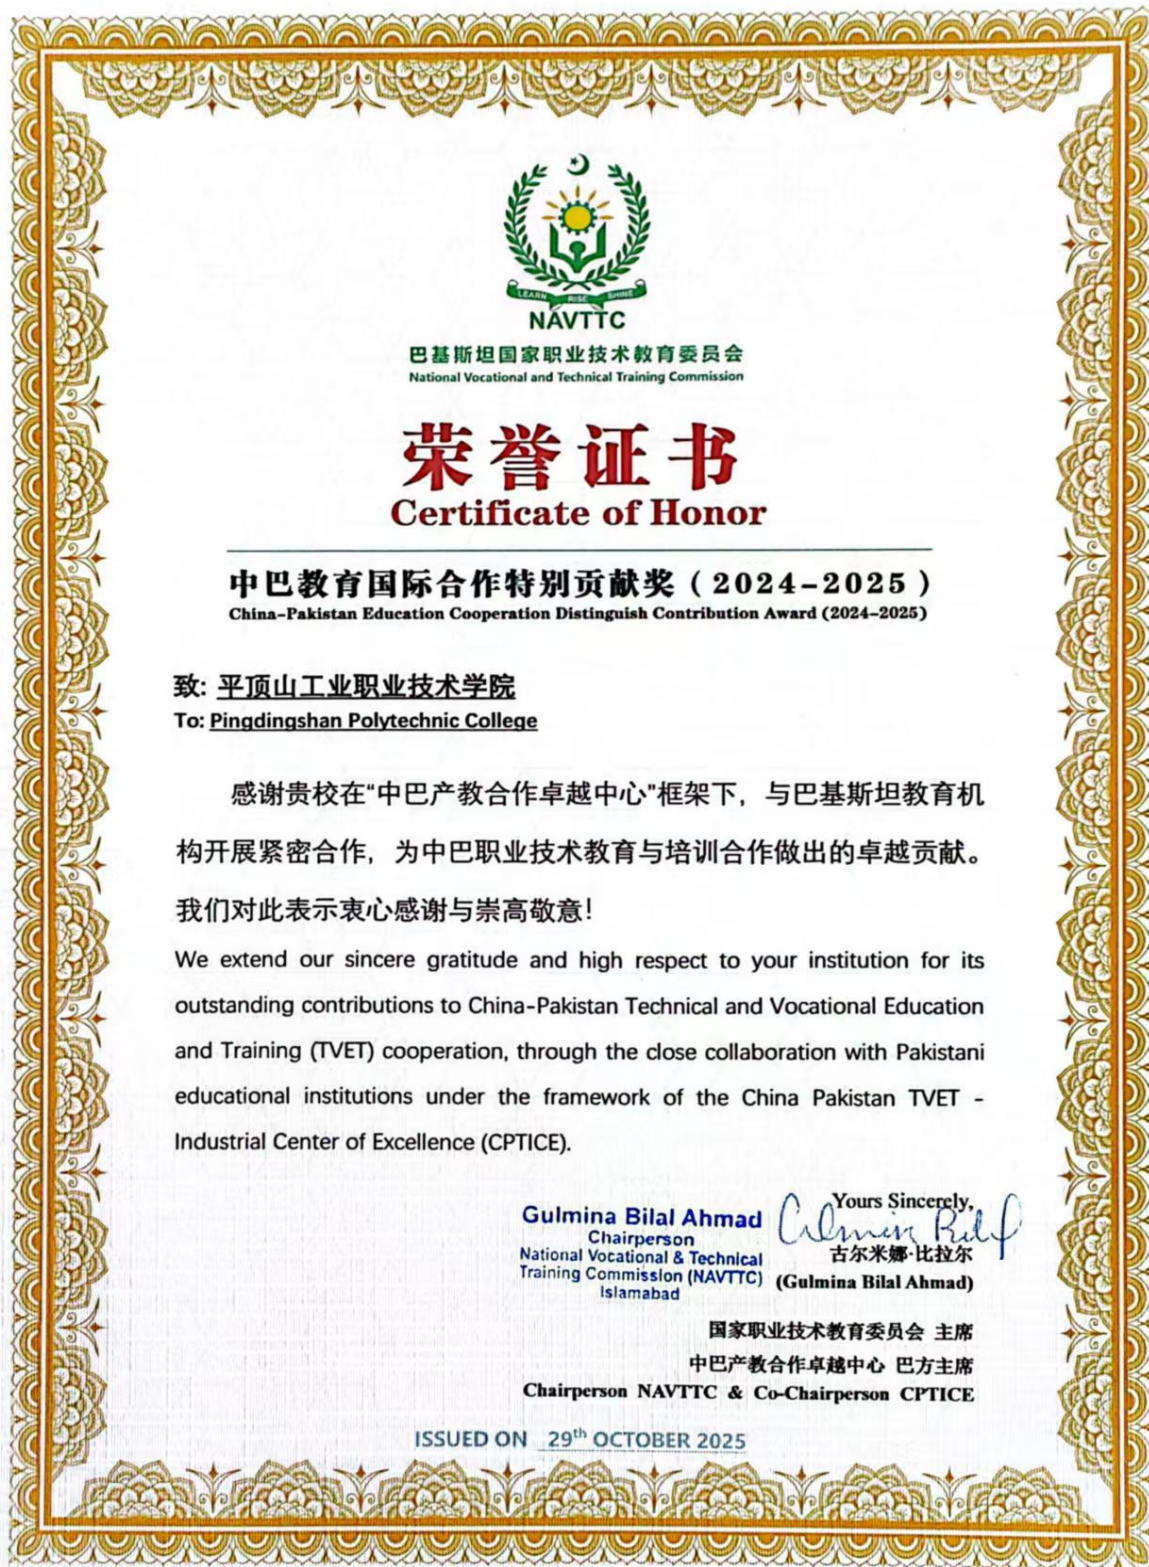 LEARN RISE SHINE
NAVTTC
巴基斯坦国家职业技术教育委员会
National Vocational and Technical Training Commission
荣誉证书
Certificate of Honor
中巴教育国际合作特别贡献奖（2024-2025）
China-Pakistan Education Cooperation Distinguish Contribution Award (2024-2025)
致: 平顶山工业职业技术学院
To: Pingdingshan Polytechnic College
感谢贵校在“中巴产教合作卓越中心”框架下，与巴基斯坦教育机
构开展紧密合作，为中巴职业技术教育与培训合作做出的卓越贡献。
我们对此表示衷心感谢与崇高敬意！
We extend our sincere gratitude and high respect to your institution for its
outstanding contributions to China-Pakistan Technical and Vocational Education
and Training (TVET) cooperation, through the close collaboration with Pakistani
educational institutions under the framework of the China Pakistan TVET -
Industrial Center of Excellence (CPTICE).
Gulmina Bilal Ahmad
Chairperson
National Vocational & Technical
Training Commission (NAVTTC)
Islamabad
Yours Sincerely,
Gulmina Bilal
古尔米娜·比拉尔
(Gulmina Bilal Ahmad)
国家职业技术教育委员会 主席
中巴产教合作卓越中心 巴方主席
Chairperson NAVTTC & Co-Chairperson CPTICE
ISSUED ON 29th OCTOBER 2025